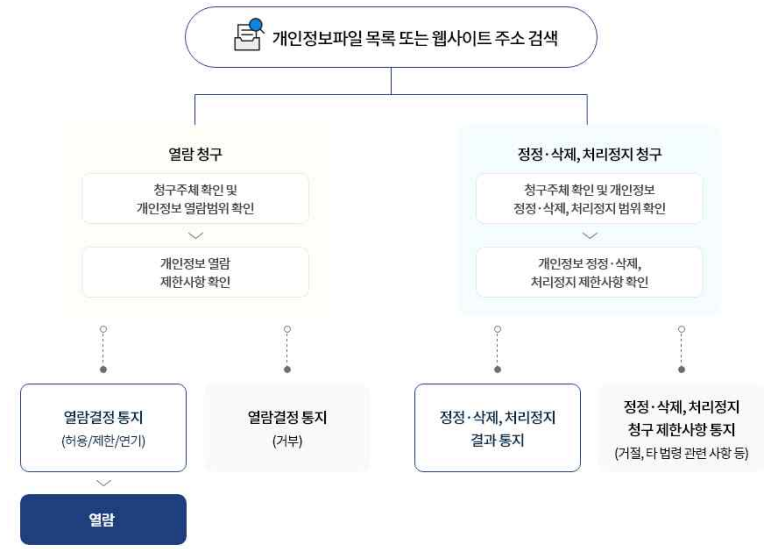 개인정보파일 목록 또는 웹사이트 주소 검색
열람 청구
청구주체 확인 및
개인정보 열람범위 확인
개인정보 열람
제한사항 확인
정정·삭제, 처리정지 청구
청구주체 확인 및 개인정보
정정·삭제, 처리정지 범위 확인
개인정보 정정·삭제,
처리정지 제한사항 확인
열람결정 통지
(허용/제한/연기)
열람결정 통지
(거부)
정정·삭제, 처리정지
결과 통지
정정·삭제, 처리정지
청구 제한사항 통지
(거절, 타 법령 관련 사항 등)
열람